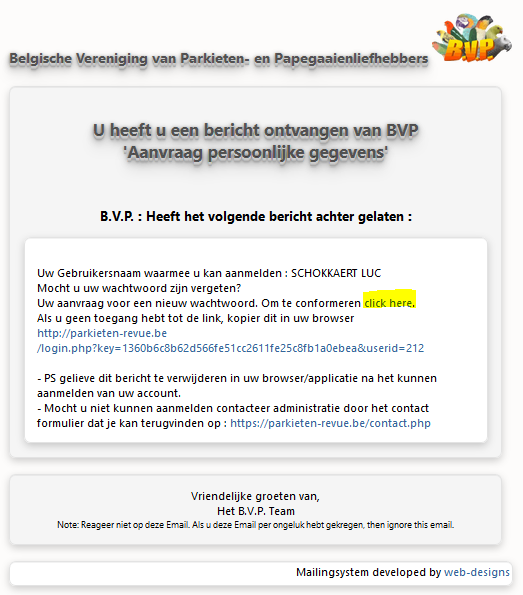 B.V.P.
Belgische Vereniging van Parkieten- en Papegaaienliefhebbers
U heeft u een bericht ontvangen van BVP
'Aanvraag persoonlijke gegevens'
B.V.P. : Heeft het volgende bericht achter gelaten :
Uw Gebruikersnaam waarmee u kan aanmelden : SCHOKKAERT LUC
Mocht u uw wachtwoord zijn vergeten?
Uw aanvraag voor een nieuw wachtwoord. Om te conformeren click here.
Als u geen toegang hebt tot de link, kopier dit in uw browser
http://parkieten-revue.be
/login.php?key=1360b6c8b62d566fe51cc2611fe25c8fb1a0ebea&userid=212
- PS gelieve dit bericht te verwijderen in uw browser/applicatie na het kunnen
aanmelden van uw account.
- Mocht u niet kunnen aanmelden contacteer administratie door het contact
formulier dat je kan terugvinden op : https://parkieten-revue.be/contact.php
Vriendelijke groeten van,
Het B.V.P. Team
Note: Reageer niet op deze Email. Als u deze Email per ongeluk hebt gekregen, then ignore this email.
Mailingsystem developed by web-designs